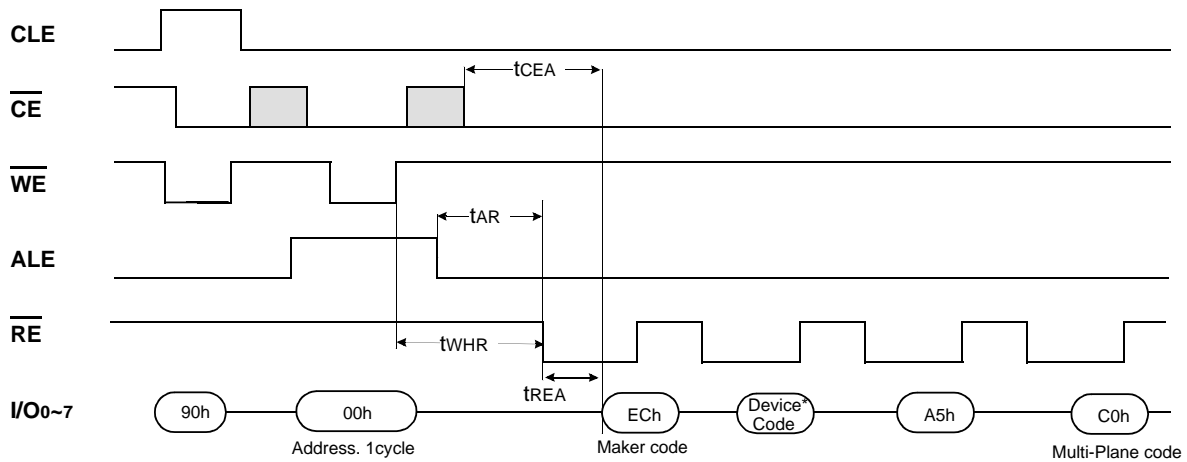 CLE
tCEA
CE
WE
tAR
ALE
RE
tWHR
tREA
I/O0~7
90h
00h
ECh
Device*
Code
A5h
C0h
Address. 1cycle
Maker code
Multi-Plane code